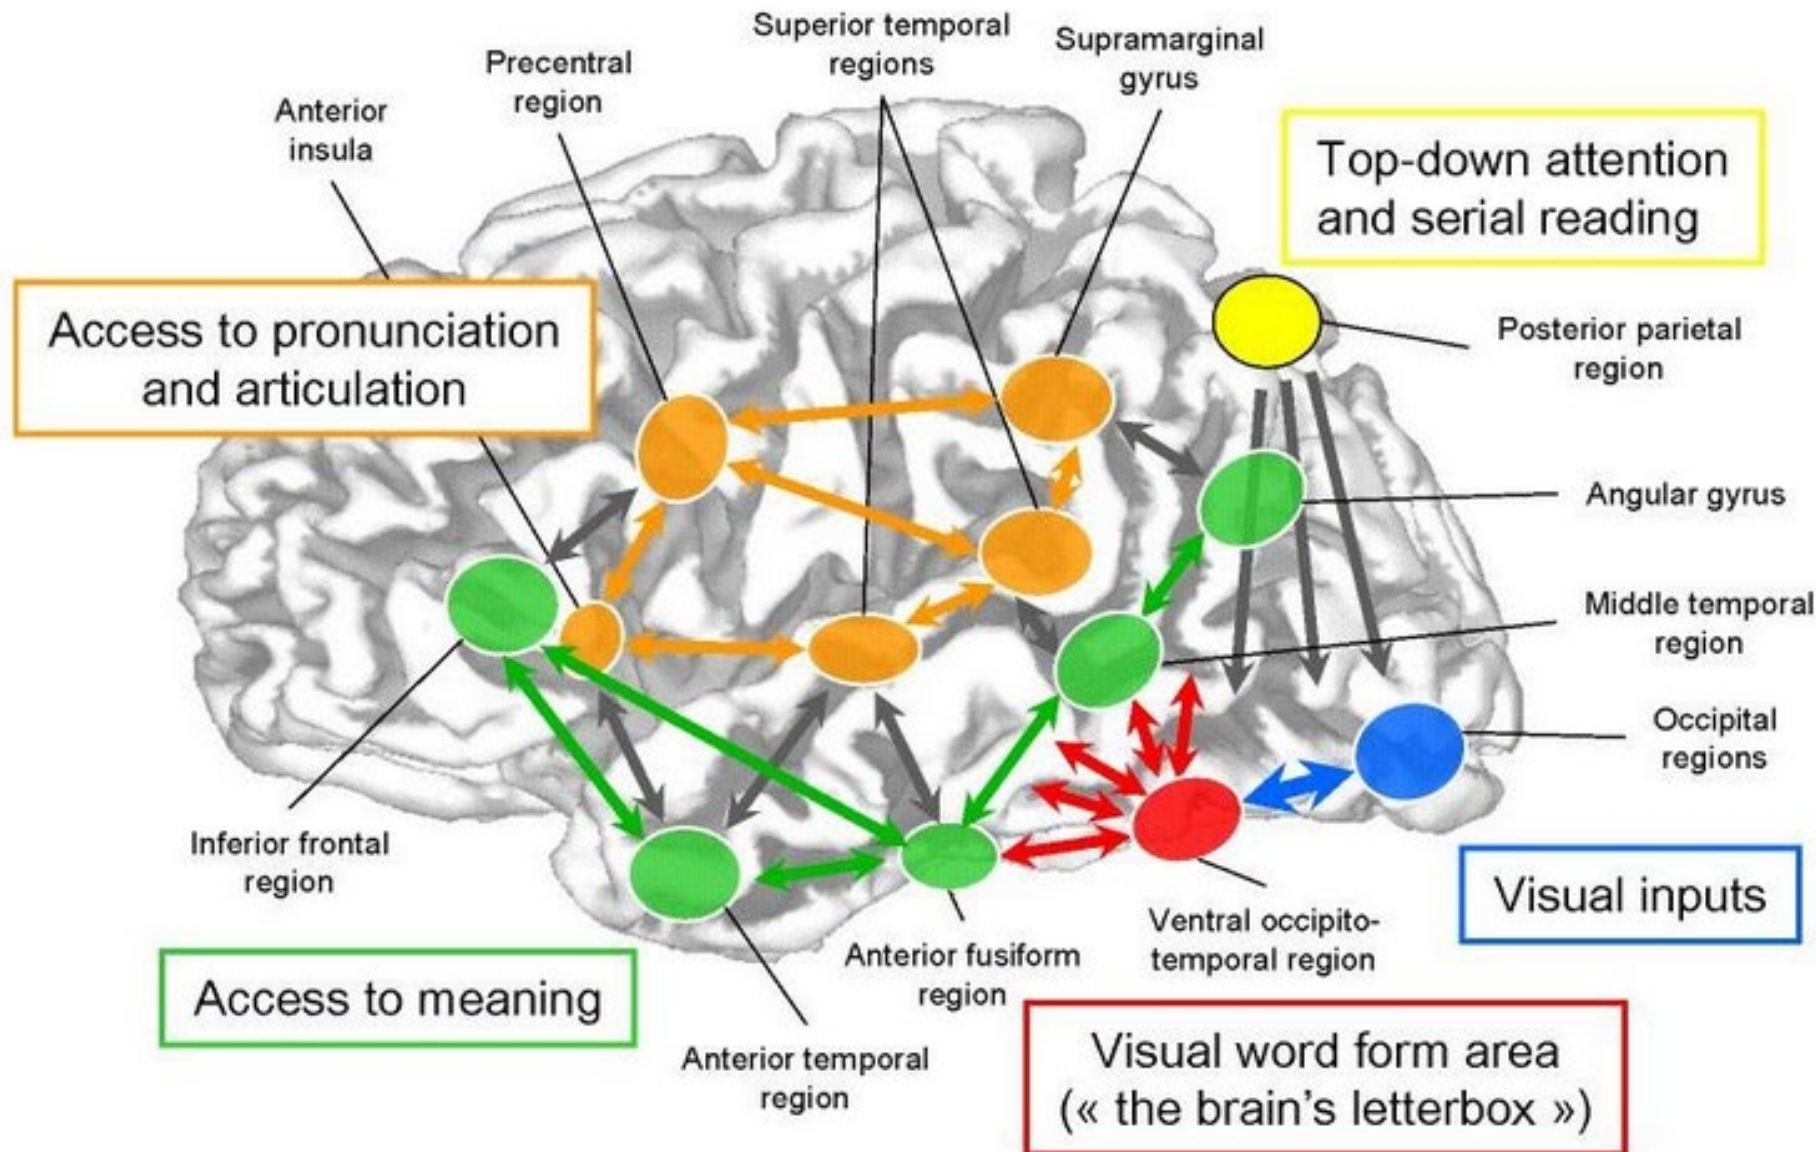 Superior temporal
regions
Supramarginal
gyrus
Precentral
region
Anterior
insula
Top-down attention
and serial reading
Access to pronunciation
and articulation
Posterior parietal
region
Angular gyrus
Middle temporal
region
Occipital
regions
Inferior frontal
region
Visual inputs
Ventral occipito-
temporal region
Anterior fusiform
region
Access to meaning
Anterior temporal
region
Visual word form area
(« the brain's letterbox »)